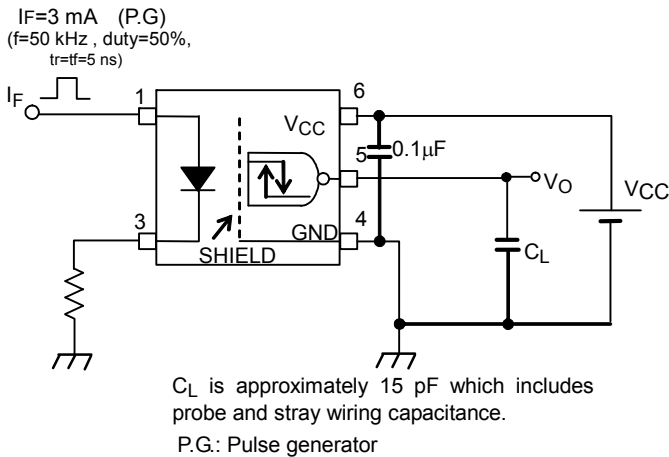 IF=3 mA (P.G)
(f=50 kHz , duty=50%,
tr=tf=5 ns)
IF
1
6
VCC
5
0.1μF
VO
VCC
3
GND
4
SHIELD
CL
CL is approximately 15 pF which includes
probe and stray wiring capacitance.
P.G.: Pulse generator